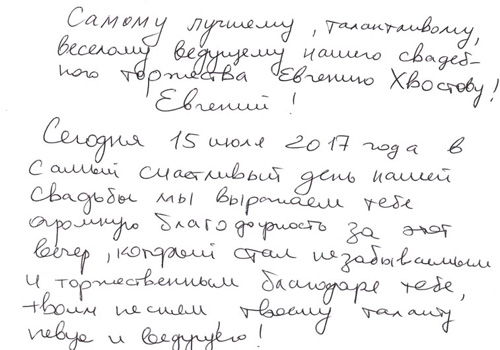 Самому лучшему, талантливому,
веселому ведущему нашего свадеб-
ного торжества Евгению Хвостову!
Евгений!
Сегодня 15 июля 2017 года в
самый счастливый день нашей
свадьбы мы выражаем тебе
огромную благодарность за этот
вечер, который стал незабываемым
и торжественным благодаря тебе,
твоим песням твоему таланту
певца и ведущего!